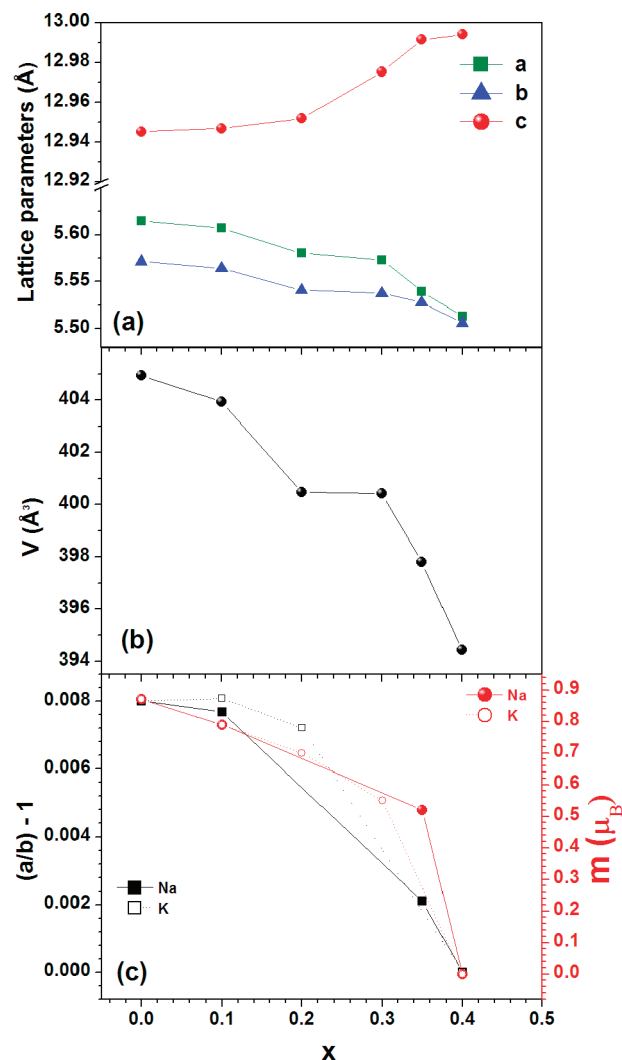 13.00
12.98
12.96
12.94
12.92
5.60
5.55
5.50
Lattice parameters (Å)
a
b
c
(a)
404
402
400
398
396
394
V (Å³)
(b)
0.008
0.006
0.004
0.002
0.000
(a/b) - 1
Na
K
Na
K
0.9
0.8
0.7
0.6
0.5
0.4
0.3
0.2
0.1
0.0
m (μB)
(c)
0.0 0.1 0.2 0.3 0.4 0.5
x